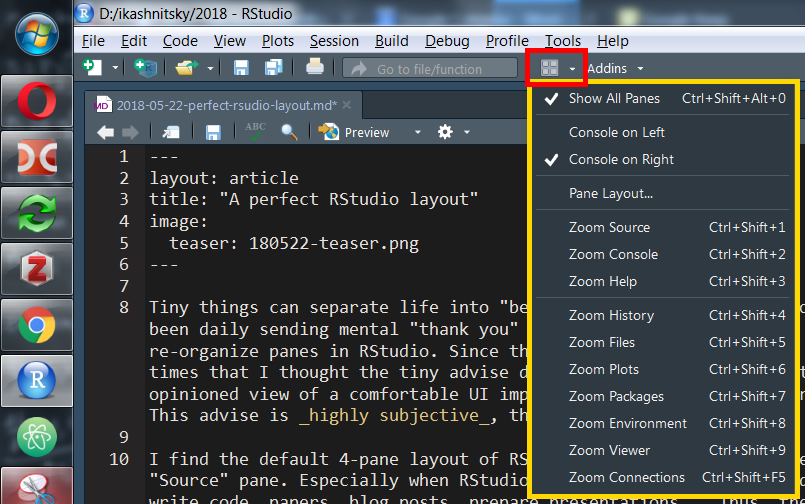 D:/ikashnitsky/2018 - RStudio
File Edit Code View Plots Session Build Debug Profile Tools Help
Go to file/function Addins
2018-05-22-perfect-rsudio-layout.md*
ABC Preview
1 ---
2 layout: article
3 title: "A perfect RStudio layout"
4 image:
5 teaser: 180522-teaser.png
6 ---
7
8 Tiny things can separate life into "be
been daily sending mental "thank you"
re-organize panes in RStudio. Since th
times that I thought the tiny advise d
opinioned view of a comfortable UI imp
This advise is _highly subjective_, th
9
10 I find the default 4-pane layout of RS
"Source" pane. Especially when RStudio
write code, papers, blog posts, prepare presentations
Show All Panes Ctrl+Shift+Alt+0
Console on Left
Console on Right
Pane Layout...
Zoom Source Ctrl+Shift+1
Zoom Console Ctrl+Shift+2
Zoom Help Ctrl+Shift+3
Zoom History Ctrl+Shift+4
Zoom Files Ctrl+Shift+5
Zoom Plots Ctrl+Shift+6
Zoom Packages Ctrl+Shift+7
Zoom Environment Ctrl+Shift+8
Zoom Viewer Ctrl+Shift+9
Zoom Connections Ctrl+Shift+F5